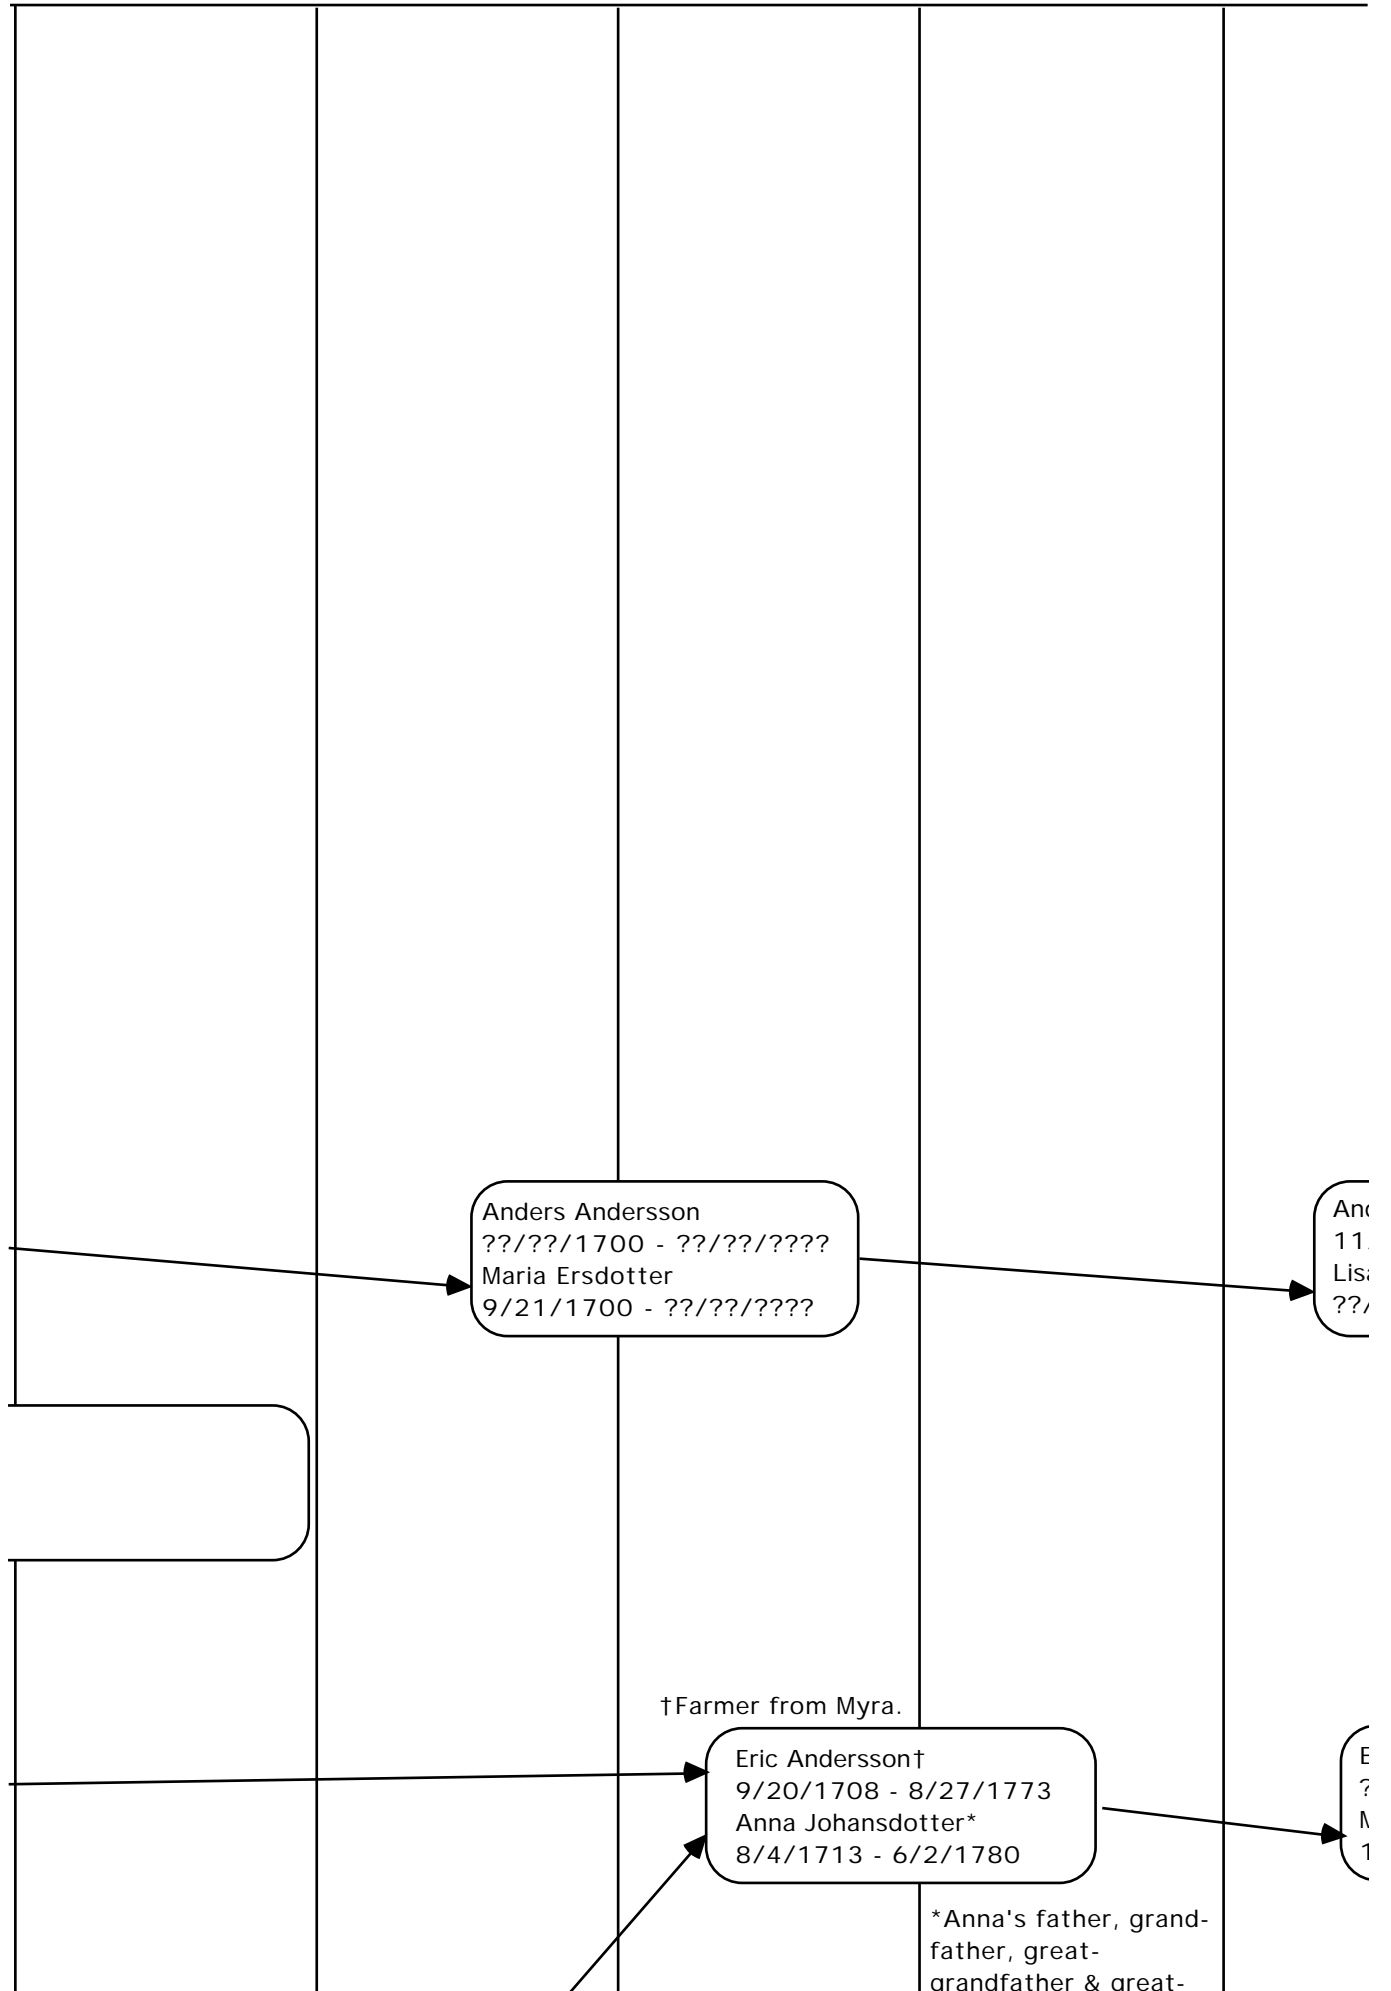 Anders Andersson
??/??/1700 - ??/??/????
Maria Ersdotter
9/21/1700 - ??/??/????
11
??/
†Farmer from Myra.
Eric Andersson†
9/20/1708 - 8/27/1773
Anna Johansdotter*
8/4/1713 - 6/2/1780
*Anna's father, grand-
father, great-
grandfather & great-